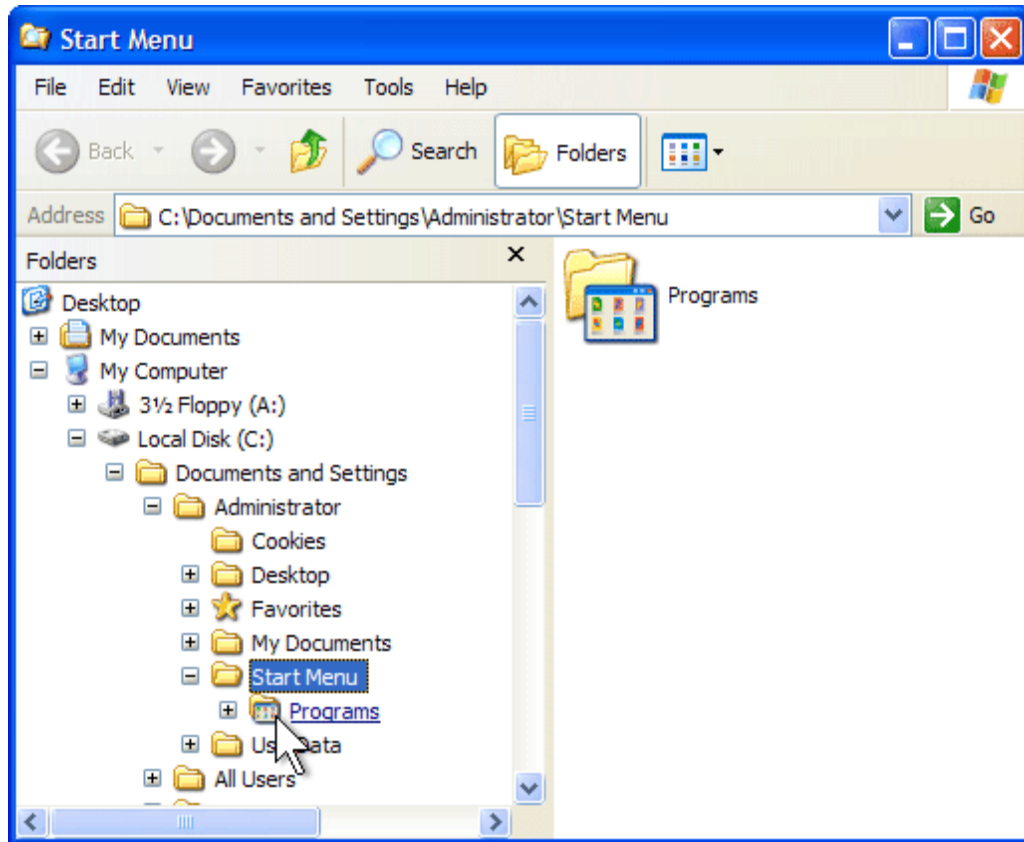 Start Menu
File Edit View Favorites Tools Help
Back Search Folders
Address C:\Documents and Settings\Administrator\Start Menu Go
Folders
Desktop
My Documents
My Computer
3½ Floppy (A:)
Local Disk (C:)
Documents and Settings
Administrator
Cookies
Desktop
Favorites
My Documents
Start Menu
Programs
Data
All Users
Programs